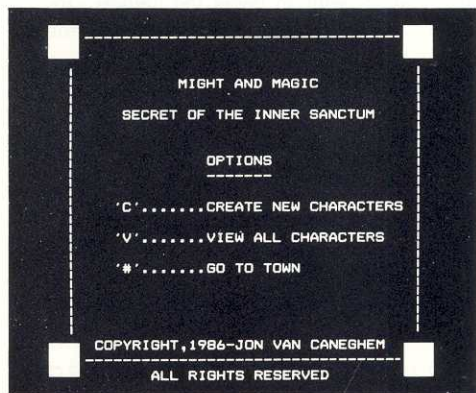 MIGHT AND MAGIC
SECRET OF THE INNER SANCTUM
OPTIONS
'C'.......CREATE NEW CHARACTERS
'V'.......VIEW ALL CHARACTERS
'#'.......GO TO TOWN
COPYRIGHT,1986-JON VAN CANEGHEM
ALL RIGHTS RESERVED